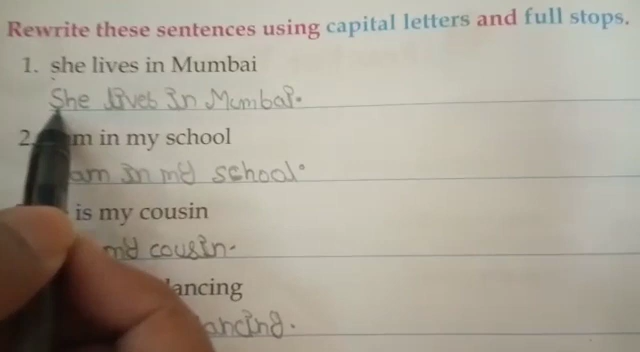 Rewrite these sentences using capital letters and full stops.
1. she lives in Mumbai
She lives in Mumbai.
2. m in my school
am in my school.
is my cousin
my cousin.
ancing
ancing.